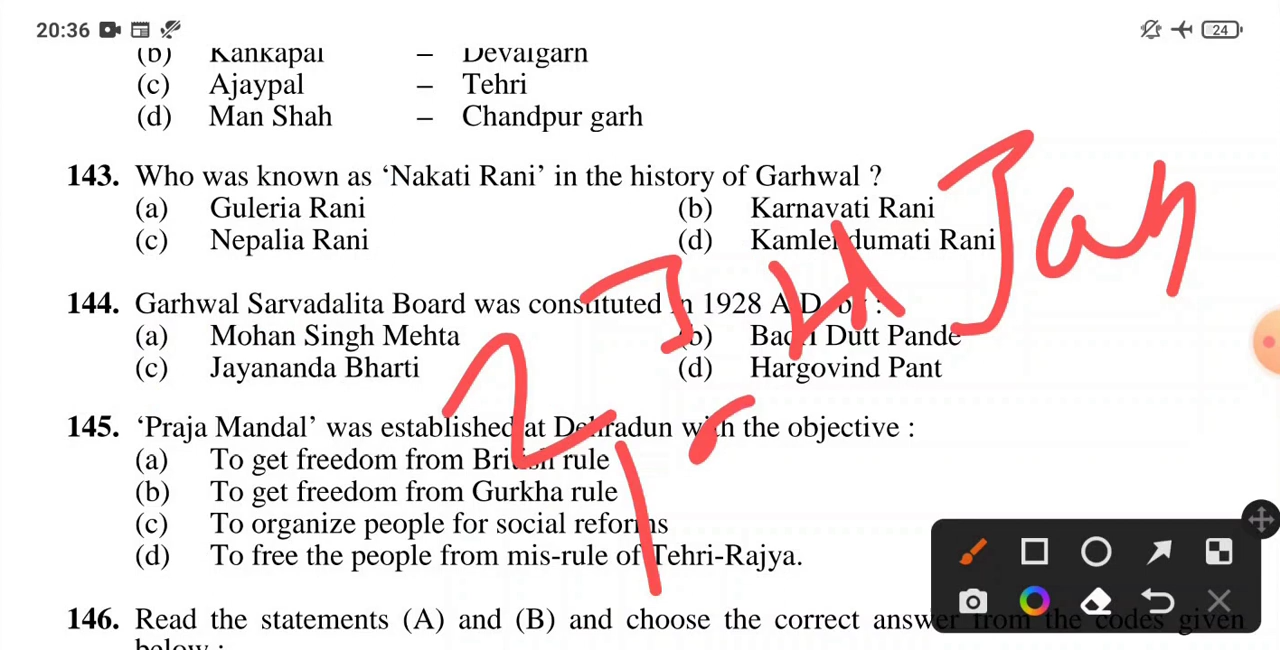 20:36 24
(b) Kankapal – Devalgarh
(c) Ajaypal – Tehri
(d) Man Shah – Chandpur garh
143. Who was known as ‘Nakati Rani’ in the history of Garhwal ?
(a) Guleria Rani (b) Karnavati Rani
(c) Nepalia Rani (d) Kamlendumati Rani
144. Garhwal Sarvadalita Board was constituted in 1928 A.D. by :
(a) Mohan Singh Mehta (b) Badri Dutt Pande
(c) Jayananda Bharti (d) Hargovind Pant
145. ‘Praja Mandal’ was established at Dehradun with the objective :
(a) To get freedom from British rule
(b) To get freedom from Gurkha rule
(c) To organize people for social reforms
(d) To free the people from mis-rule of Tehri-Rajya.
146. Read the statements (A) and (B) and choose the correct answer from the codes given
below :
23 Jan